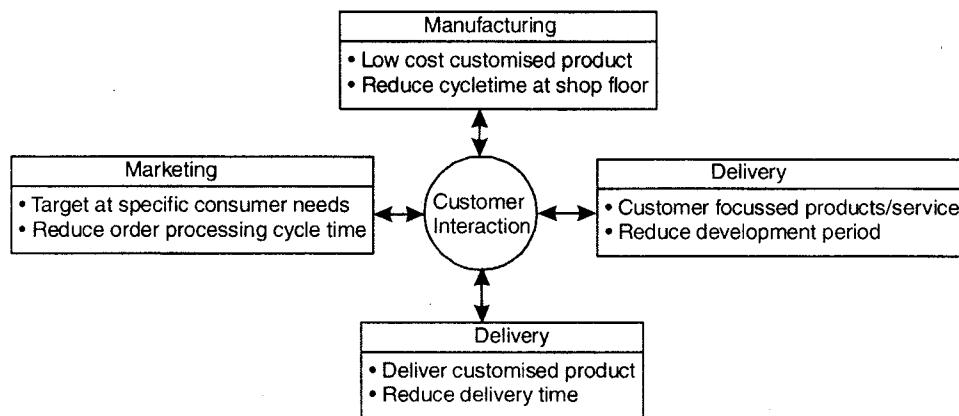 Manufacturing
• Low cost customised product
• Reduce cycletime at shop floor
Marketing
• Target at specific consumer needs
• Reduce order processing cycle time
Customer
Interaction
Delivery
• Customer focussed products/service
• Reduce development period
Delivery
• Deliver customised product
• Reduce delivery time